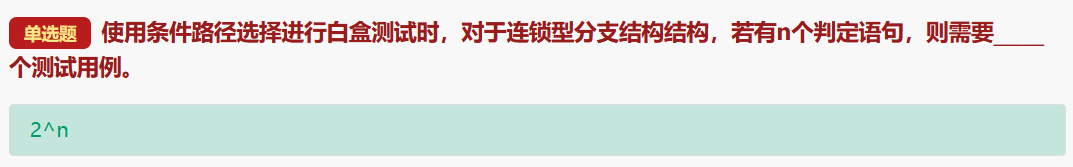 单选题 使用条件路径选择进行白盒测试时，对于连锁型分支结构结构，若有n个判定语句，则需要_____
个测试用例。
2^n